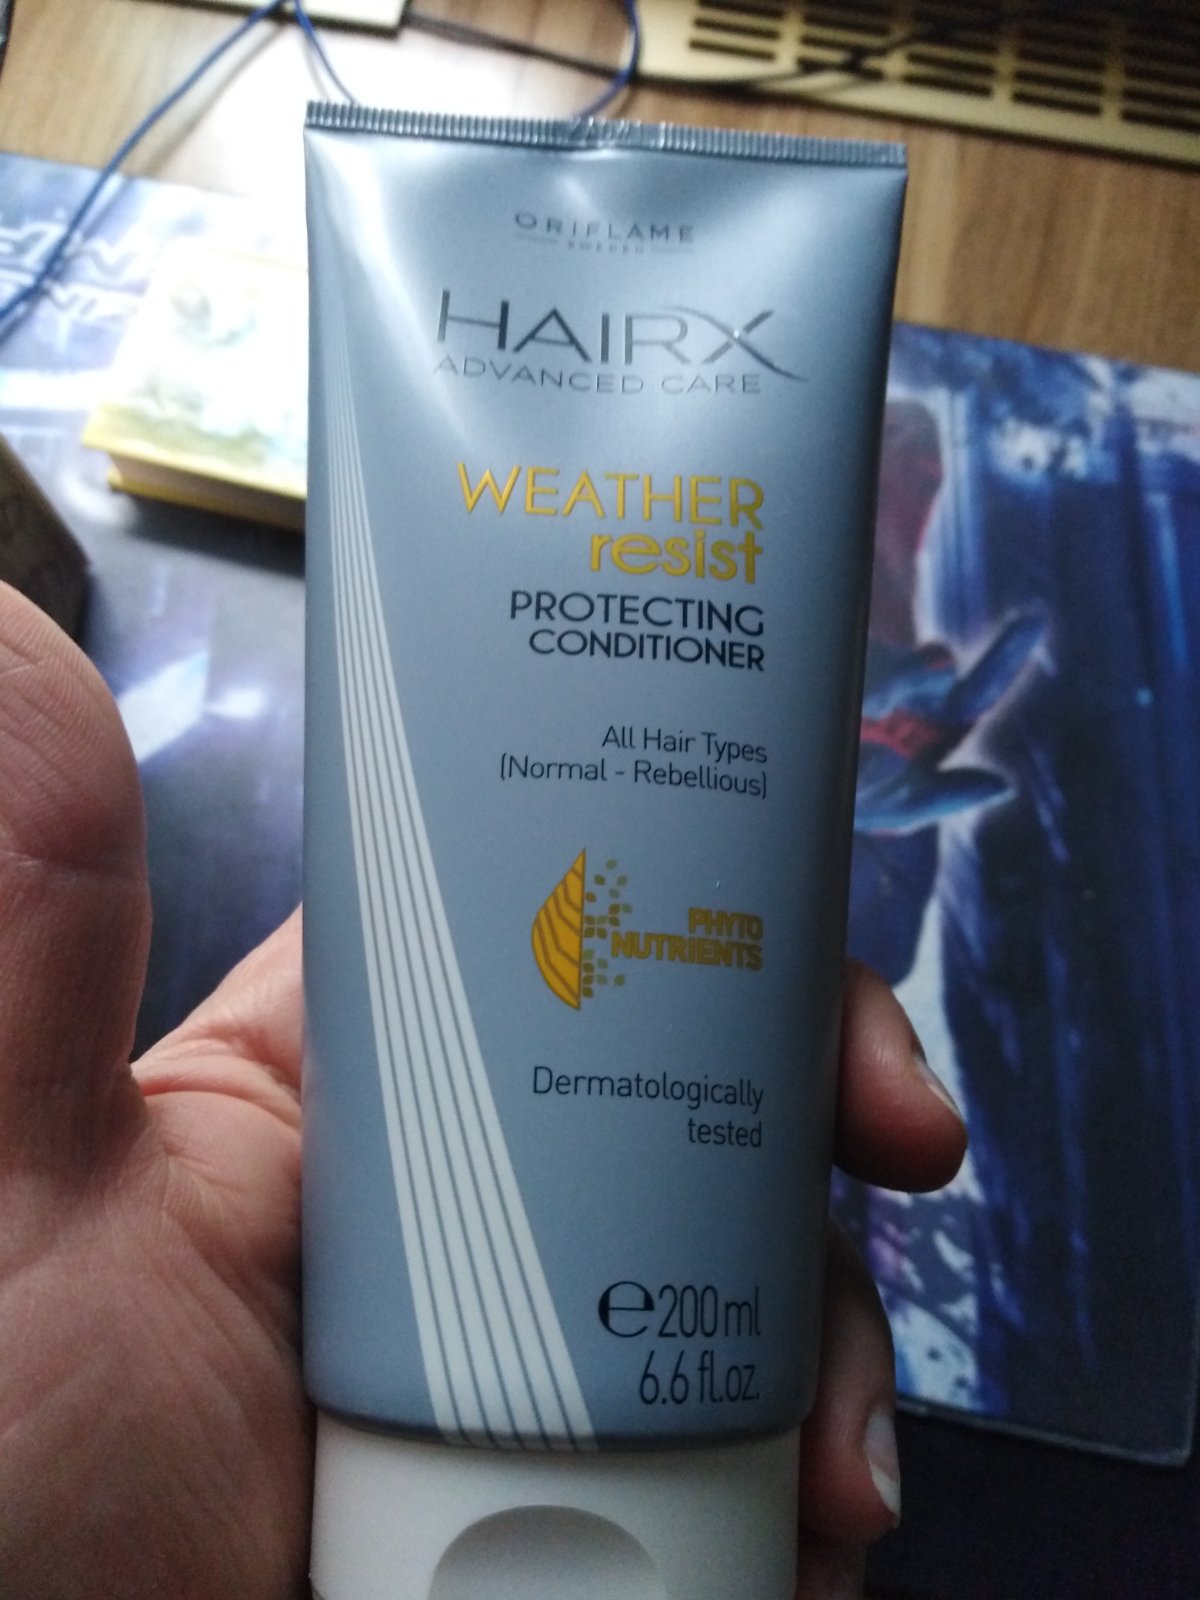 ORIFLAME
SWEDEN
HAIRX
ADVANCED CARE
WEATHER
resist
PROTECTING
CONDITIONER
All Hair Types
(Normal - Rebellious)
PHYTO
NUTRIENTS
Dermatologically
tested
e200ml
6.6 fl.oz.